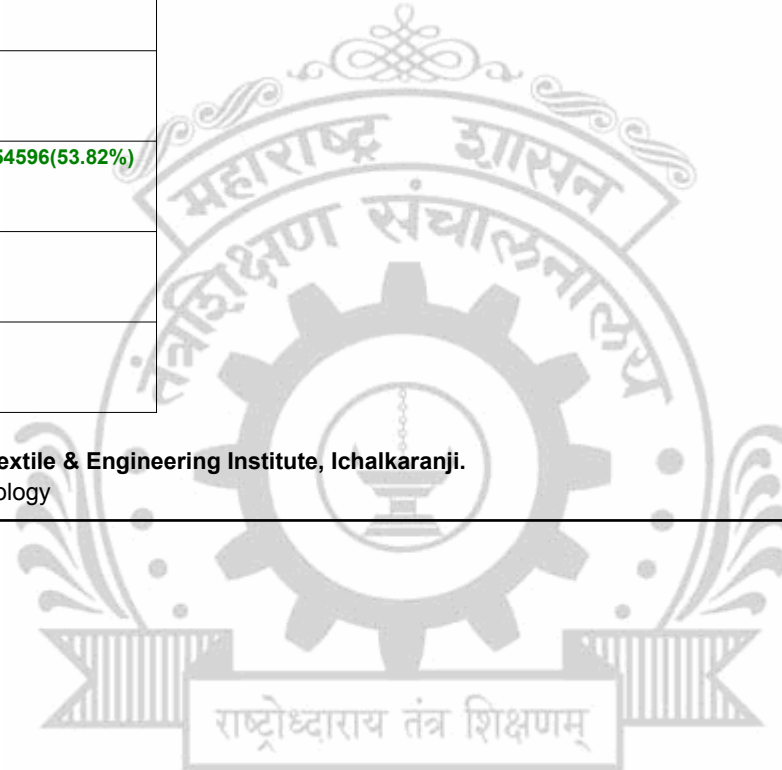 महाराष्ट्र शासन
तंत्रशिक्षण संचालनालय
54596(53.82%)
extile & Engineering Institute, Ichalkaranji.
ology
राष्ट्रोध्दाराय तंत्र शिक्षणम्